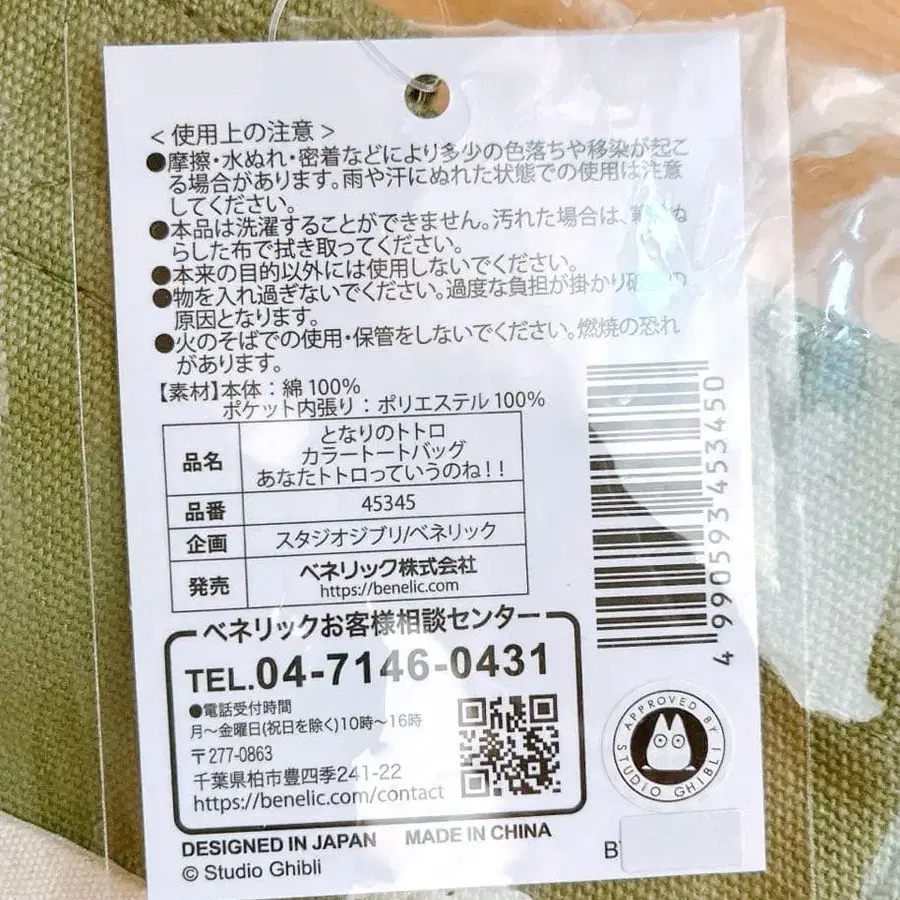 < 使用上の注意 >
●摩擦・水ぬれ・密着などにより多少の色落ちや移染が起こ
る場合があります。雨や汗にぬれた状態での使用は注意
してください。
●本品は洗濯することができません。汚れた場合は、
らした布で拭き取ってください。
●本来の目的以外には使用しないでください。
●物を入れ過ぎないでください。過度な負担が掛かり
原因となります。
●火のそばでの使用・保管をしないでください。燃焼の恐れ
があります。
【素材】本体：綿 100%
ポケット内張り：ポリエステル 100%
品名
となりのトトロ
カラートートバッグ
あなたトトロっていうのね！！
品番 45345
企画 スタジオジブリ/ベネリック
発売 ベネリック株式会社
https://benelic.com
ベネリックお客様相談センター
TEL.04-7146-0431
●電話受付時間
月～金曜日(祝日を除く)10時～16時
〒277-0863
千葉県柏市豊四季241-22
https://benelic.com/contact
DESIGNED IN JAPAN MADE IN CHINA
© Studio Ghibli
4 990593 453450
APPROVED BY
STUDIO GHIBLI